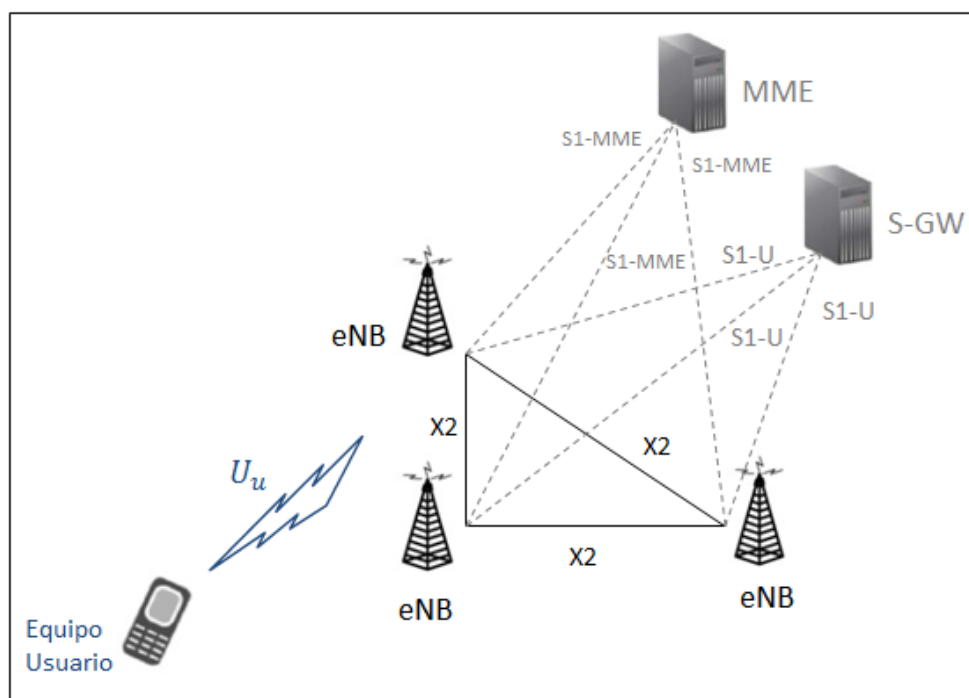 MME
S1-MME
S1-MME
S-GW
S1-MME
S1-U
S1-U
S1-U
eNB
X2
X2
U_u
X2
eNB
eNB
Equipo
Usuario